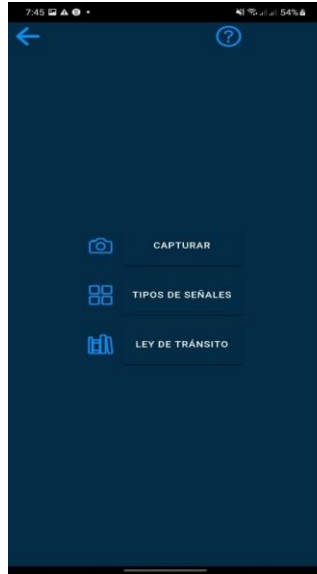 7:45
54%
?
CAPTURAR
TIPOS DE SEÑALES
LEY DE TRÁNSITO